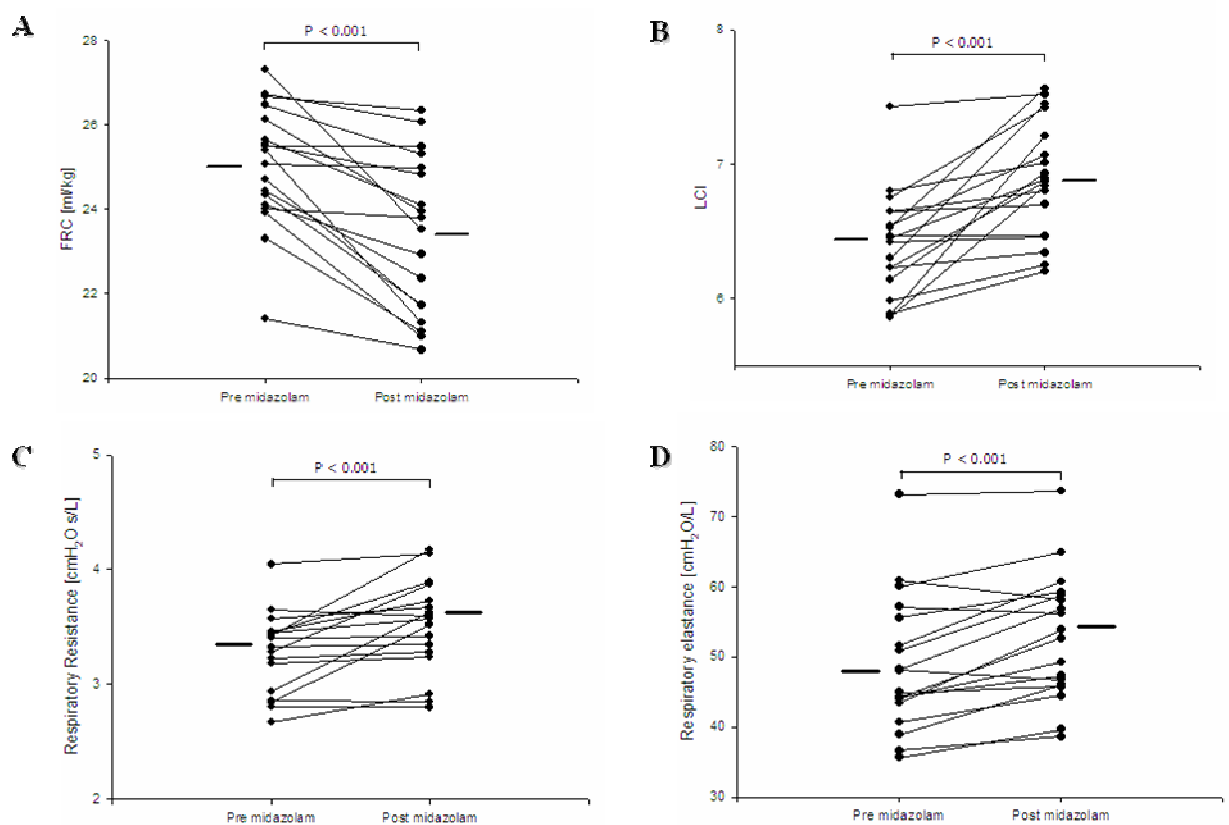 A
P < 0.001
28
26
24
22
20
FRC [ml/kg]
Pre midazolam
Post midazolam
B
P < 0.001
8
7
6
LCI
Pre midazolam
Post midazolam
C
P < 0.001
5
4
3
2
Respiratory Resistance [cmH₂O s/L]
Pre midazolam
Post midazolam
D
P < 0.001
80
70
60
50
40
30
Respiratory elastance [cmH₂O/L]
Pre midazolam
Post midazolam